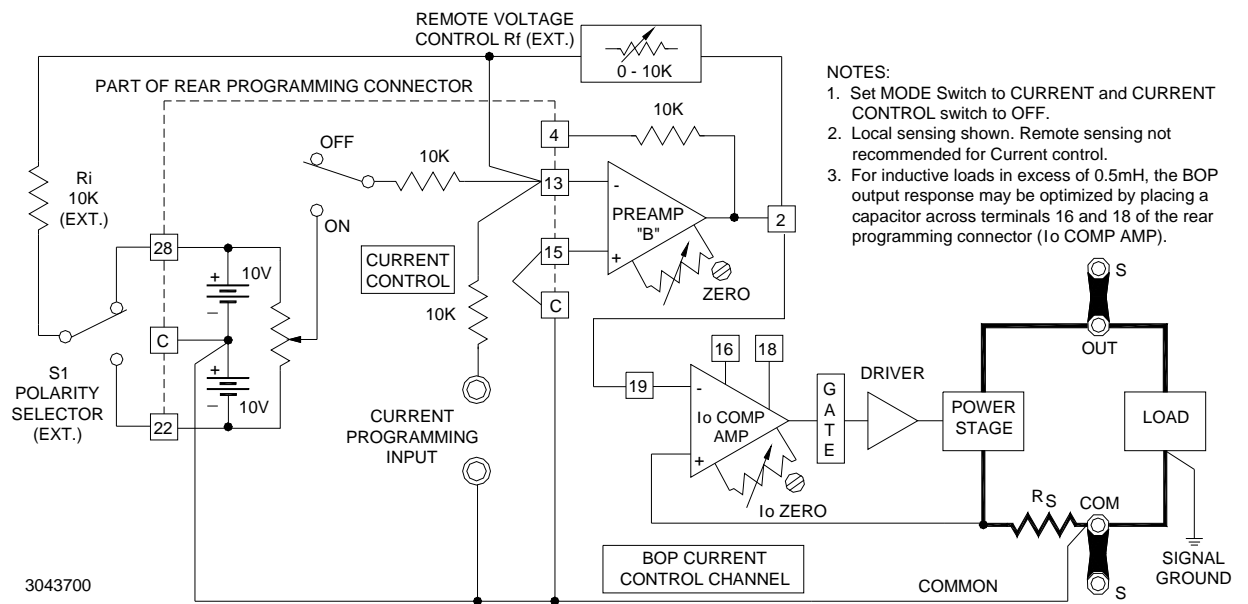 REMOTE VOLTAGE
CONTROL Rf (EXT.)
0 - 10K
PART OF REAR PROGRAMMING CONNECTOR
NOTES:
1. Set MODE Switch to CURRENT and CURRENT
CONTROL switch to OFF.
2. Local sensing shown. Remote sensing not
recommended for Current control.
3. For inductive loads in excess of 0.5mH, the BOP
output response may be optimized by placing a
capacitor across terminals 16 and 18 of the rear
programming connector (Io COMP AMP).
4
10K
OFF
10K
13
-
PREAMP
"B"
+
2
Ri
10K
(EXT.)
ON
28
15
ZERO
CURRENT
CONTROL
C
+
10V
–
10K
C
S1
POLARITY
SELECTOR
(EXT.)
+
10V
–
22
CURRENT
PROGRAMMING
INPUT
16
18
19
-
Io COMP
AMP
+
Io ZERO
GATE
DRIVER
POWER
STAGE
S
OUT
LOAD
RS
COM
S
SIGNAL
GROUND
BOP CURRENT
CONTROL CHANNEL
COMMON
3043700